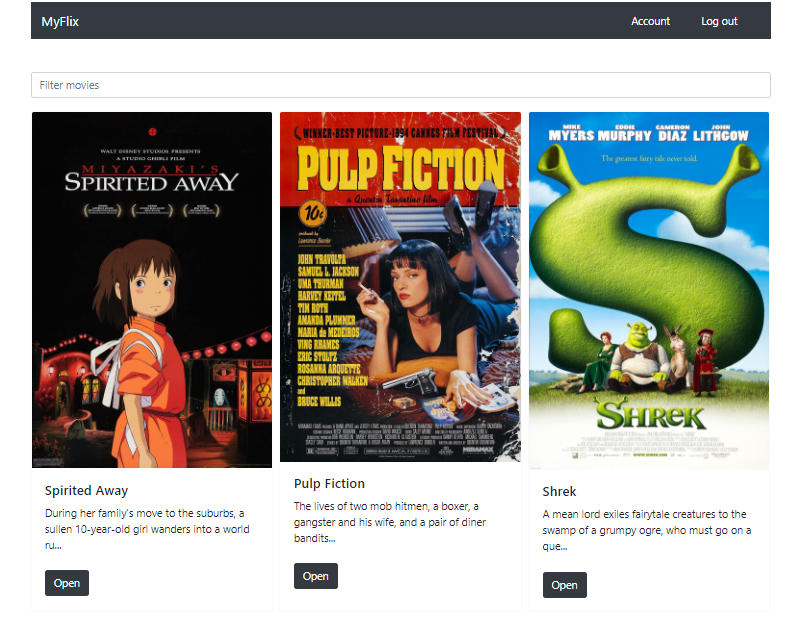 MyFlix Account Log out
Filter movies
WALT DISNEY STUDIOS PRESENTS
A STUDIO GHIBLI FILM
MIYAZAKI'S
SPIRITED AWAY
WINNER-BEST PICTURE-1994 CANNES FILM FESTIVAL
PULP FICTION
a Quentin Tarantino film
10¢
produced by
Lawrence Bender
JOHN TRAVOLTA
SAMUEL L. JACKSON
UMA THURMAN
HARVEY KEITEL
TIM ROTH
AMANDA PLUMMER
MARIA de MEDEIROS
VING RHAMES
ERIC STOLTZ
ROSANNA ARQUETTE
CHRISTOPHER WALKEN
and
BRUCE WILLIS
MIRAMAX
MIKE MYERS EDDIE MURPHY CAMERON DIAZ JOHN LITHGOW
The greatest fairy tale never told.
SHREK
Spirited Away
During her family's move to the suburbs, a
sullen 10-year-old girl wanders into a world
ru...
Open
Pulp Fiction
The lives of two mob hitmen, a boxer, a
gangster and his wife, and a pair of diner
bandits...
Open
Shrek
A mean lord exiles fairytale creatures to the
swamp of a grumpy ogre, who must go on a
que...
Open